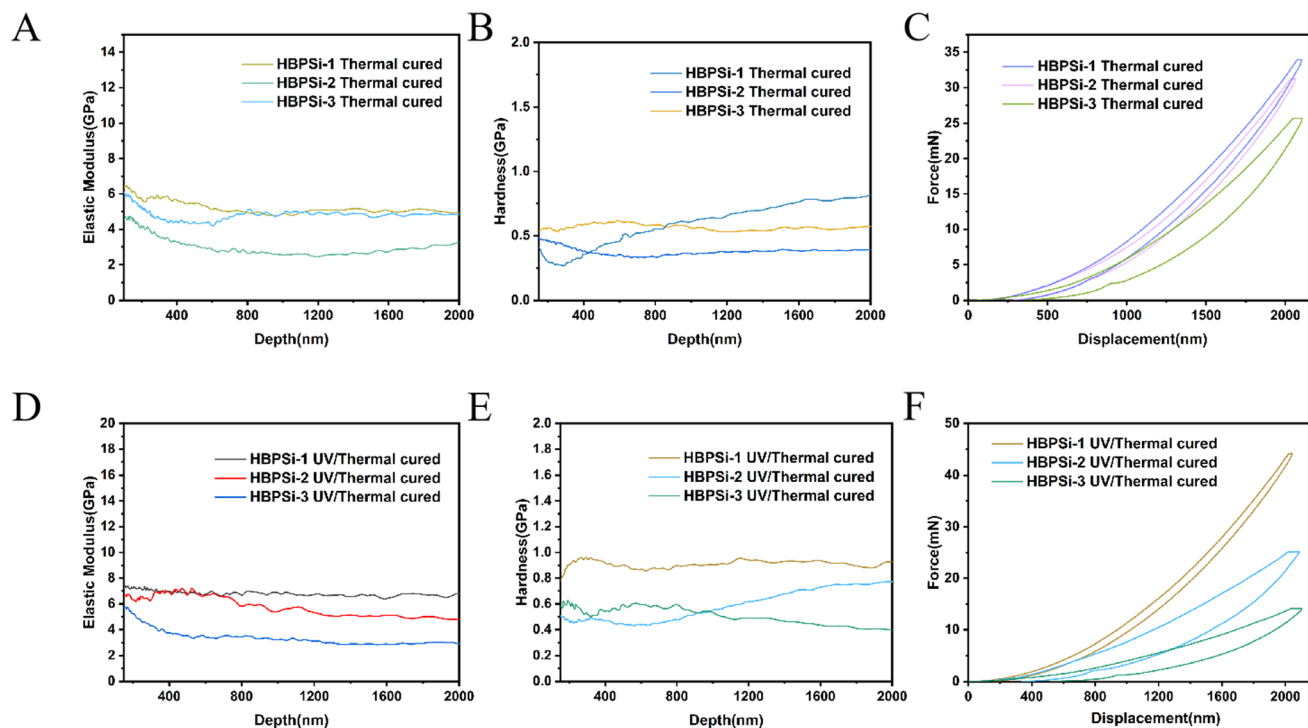 A
Elastic Modulus(GPa)
14
12
10
8
6
4
2
0
HBPSi-1 Thermal cured
HBPSi-2 Thermal cured
HBPSi-3 Thermal cured
400
800
1200
1600
2000
Depth(nm)
B
Hardness(GPa)
2.0
1.5
1.0
0.5
0.0
HBPSi-1 Thermal cured
HBPSi-2 Thermal cured
HBPSi-3 Thermal cured
400
800
1200
1600
2000
Depth(nm)
C
Force(mN)
35
30
25
20
15
10
5
0
HBPSi-1 Thermal cured
HBPSi-2 Thermal cured
HBPSi-3 Thermal cured
0
500
1000
1500
2000
Displacement(nm)
D
Elastic Modulus(GPa)
20
18
16
14
12
10
8
6
4
2
0
HBPSi-1 UV/Thermal cured
HBPSi-2 UV/Thermal cured
HBPSi-3 UV/Thermal cured
400
800
1200
1600
2000
Depth(nm)
E
Hardness(GPa)
2.0
1.8
1.6
1.4
1.2
1.0
0.8
0.6
0.4
0.2
0.0
HBPSi-1 UV/Thermal cured
HBPSi-2 UV/Thermal cured
HBPSi-3 UV/Thermal cured
400
800
1200
1600
2000
Depth(nm)
F
Force(mN)
50
40
30
20
10
0
HBPSi-1 UV/Thermal cured
HBPSi-2 UV/Thermal cured
HBPSi-3 UV/Thermal cured
0
400
800
1200
1600
2000
Displacement(nm)